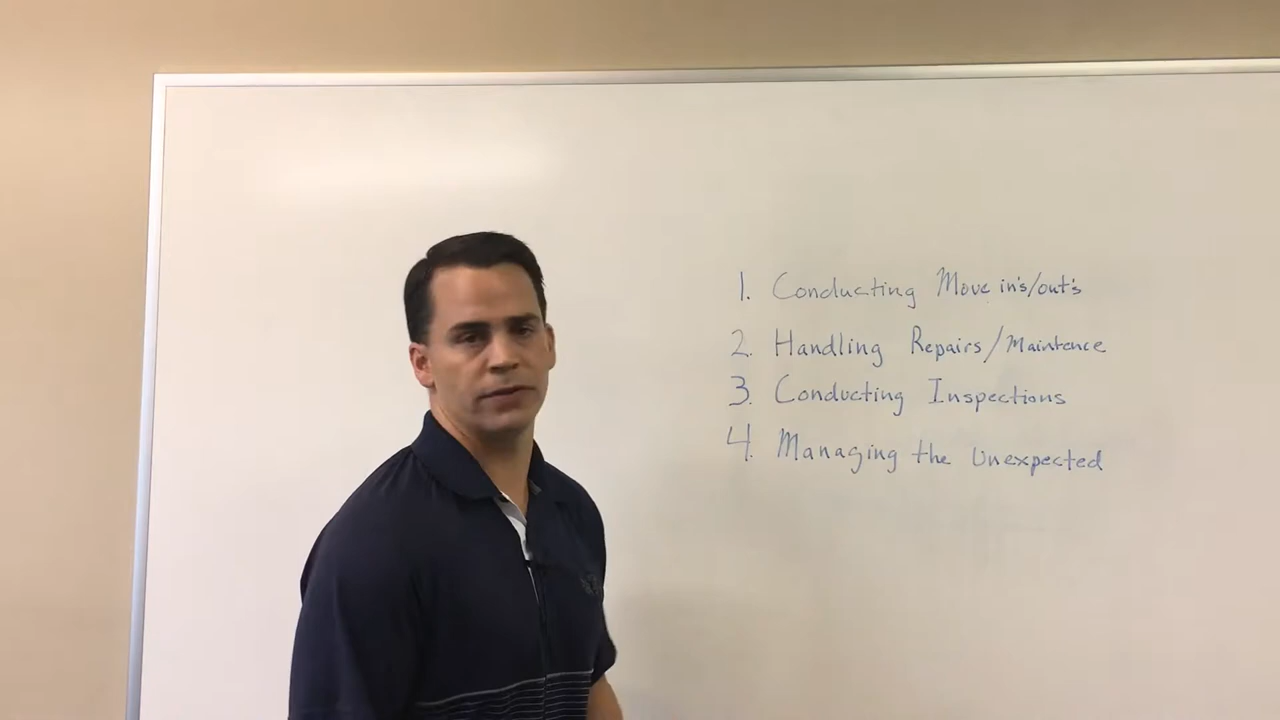 1. Conducting Move in's/out's
2. Handling Repairs/Maintence
3. Conducting Inspections
4. Managing the Unexpected